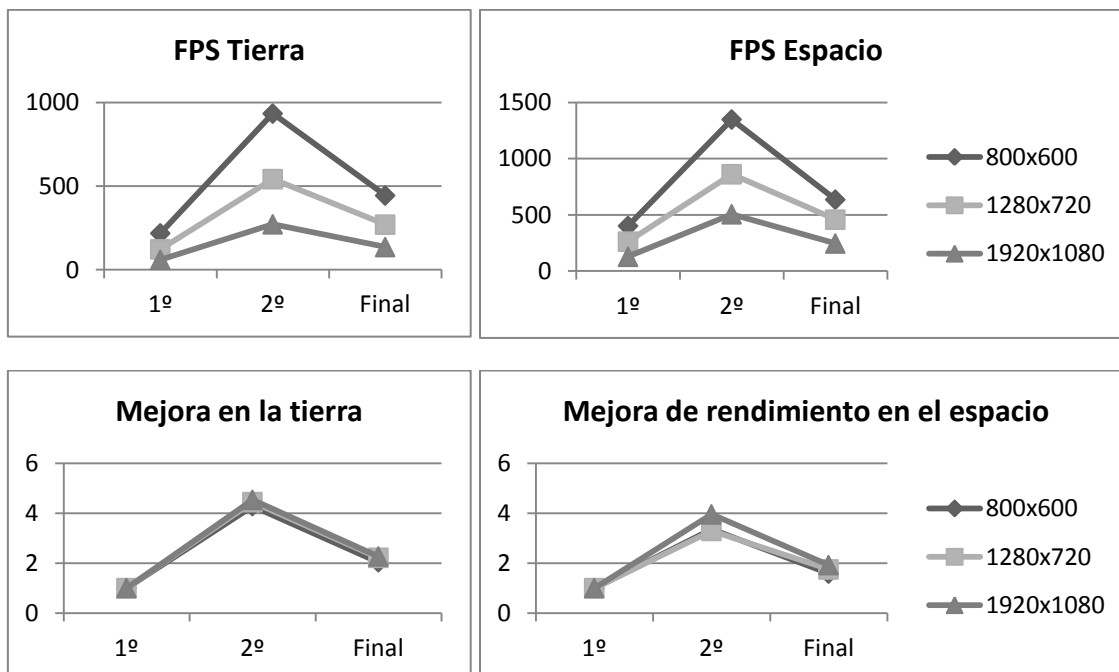 FPS Tierra
1000
500
0
1º 2º Final
FPS Espacio
1500
1000
500
0
1º 2º Final
800x600
1280x720
1920x1080
Mejora en la tierra
6
4
2
0
1º 2º Final
Mejora de rendimiento en el espacio
6
4
2
0
1º 2º Final
800x600
1280x720
1920x1080